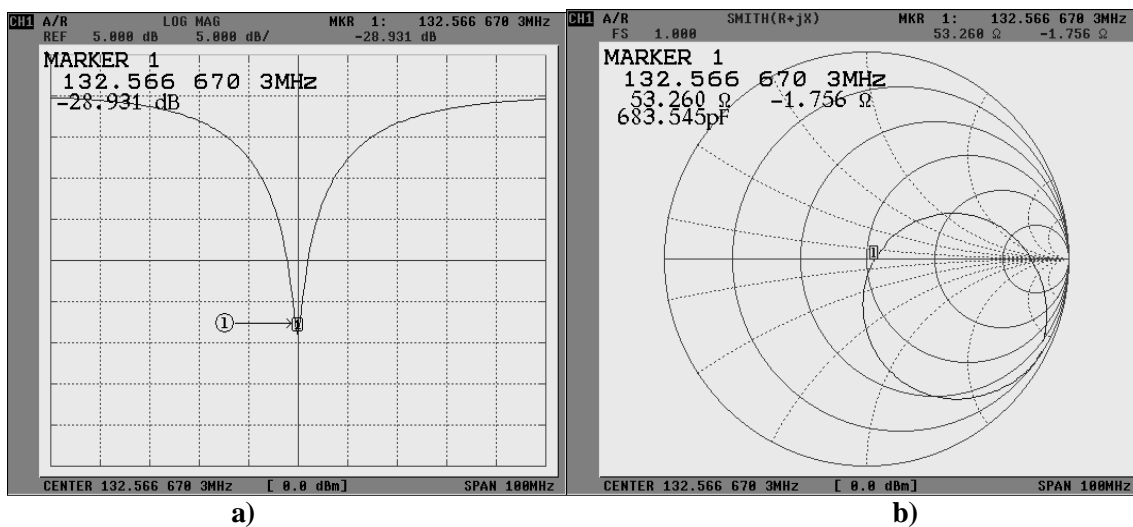 CH1 A/R LOG MAG MKR 1: 132.566 670 3MHz
REF 5.000 dB 5.000 dB/ -28.931 dB
MARKER 1
132.566 670 3MHz
-28.931 dB
1
1
CENTER 132.566 670 3MHz [ 0.0 dBm] SPAN 100MHz
a)
CH1 A/R SMITH(R+jX) MKR 1: 132.566 670 3MHz
FS 1.000 53.260 Ω -1.756 Ω
MARKER 1
132.566 670 3MHz
53.260 Ω -1.756 Ω
683.545pF
1
CENTER 132.566 670 3MHz [ 0.0 dBm] SPAN 100MHz
b)